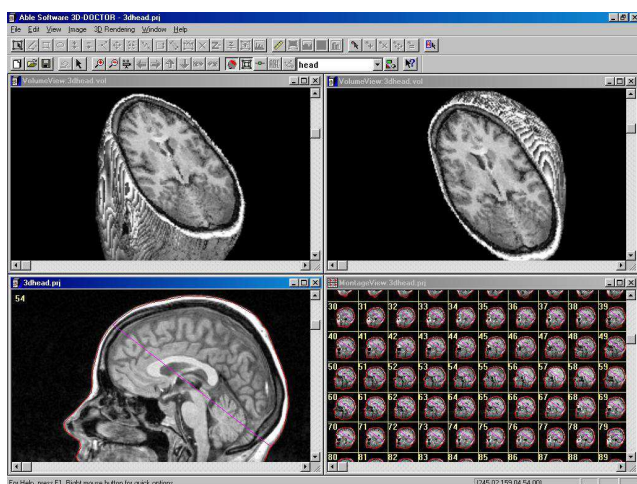 Able Software 3D-DOCTOR - 3dhead.prj
File Edit View Image 3D Rendering Window Help
head
VolumeView:3dhead.vol
VolumeView:3dhead.vol
3dhead.prj
54
MontageView:3dhead.prj
30 31 32 33 34 35 36 37 38 39
40 41 42 43 44 45 46 47 48 49
50 51 52 53 54 55 56 57 58 59
60 61 62 63 64 65 66 67 68 69
70 71 72 73 74 75 76 77 78 79
80 81 82 83 84 85 86 87 88 89
For Help, press F1. Right mouse button for quick options.